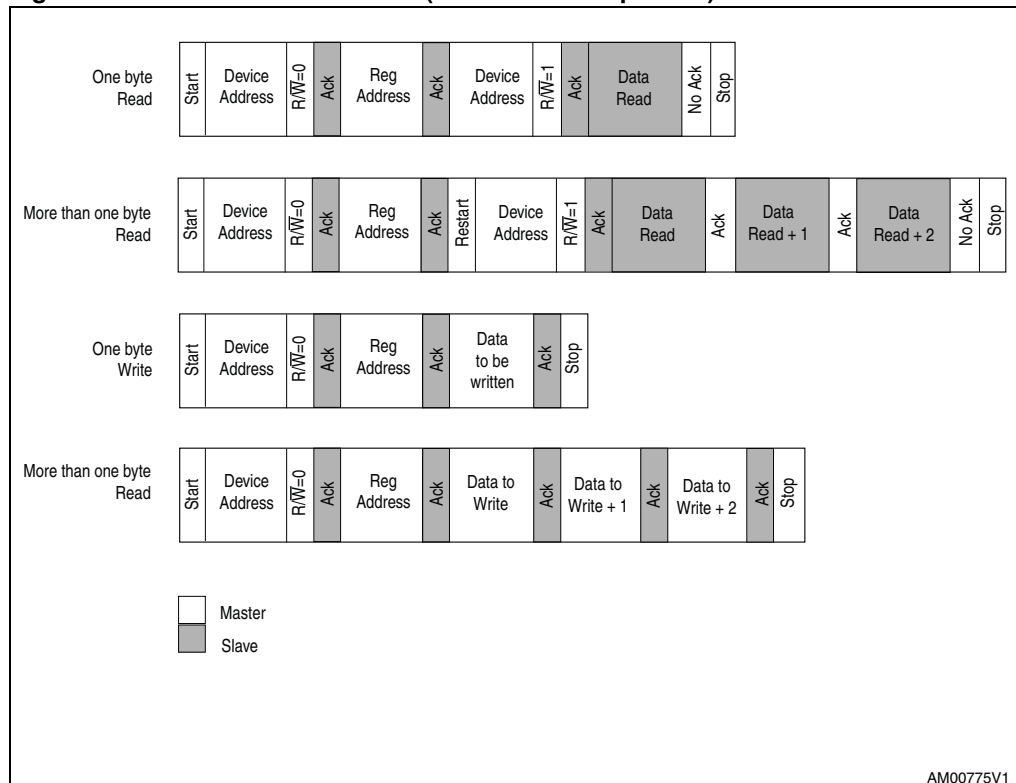 One byte
Read
Start
Device
Address
R/W̅=0
Ack
Reg
Address
Ack
Device
Address
R/W̅=1
Ack
Data
Read
No Ack
Stop
More than one byte
Read
Start
Device
Address
R/W̅=0
Ack
Reg
Address
Ack
Restart
Device
Address
R/W̅=1
Ack
Data
Read
Ack
Data
Read + 1
Ack
Data
Read + 2
No Ack
Stop
One byte
Write
Start
Device
Address
R/W̅=0
Ack
Reg
Address
Ack
Data
to be
written
Ack
Stop
More than one byte
Read
Start
Device
Address
R/W̅=0
Ack
Reg
Address
Ack
Data to
Write
Ack
Data to
Write + 1
Ack
Data to
Write + 2
Ack
Stop
Master
Slave
AM00775V1